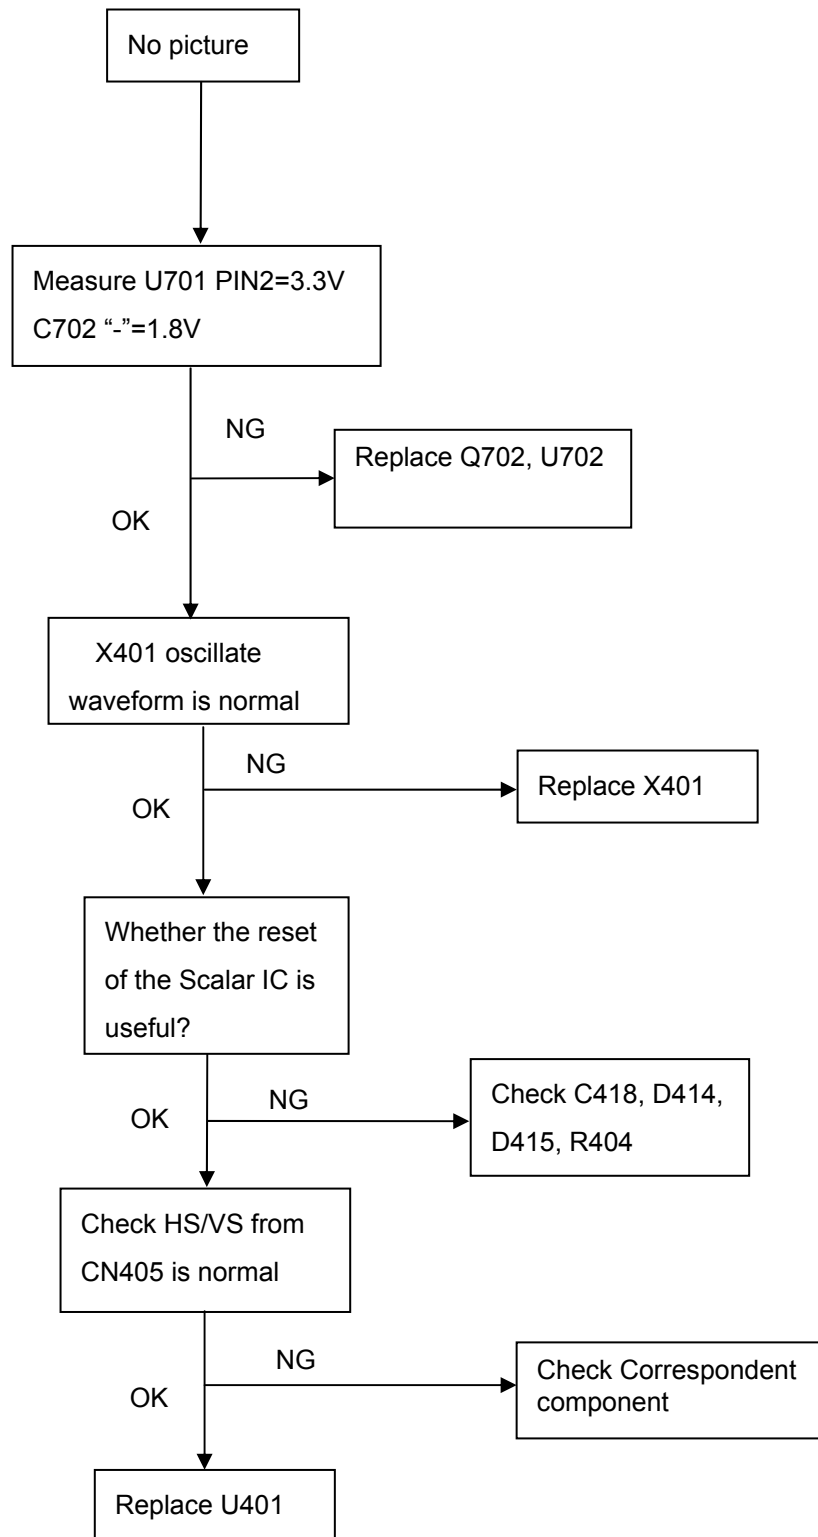 No picture
Measure U701 PIN2=3.3V
C702 “-”=1.8V
NG
Replace Q702, U702
OK
X401 oscillate
waveform is normal
NG
Replace X401
OK
Whether the reset
of the Scalar IC is
useful?
NG
Check C418, D414,
D415, R404
OK
Check HS/VS from
CN405 is normal
NG
Check Correspondent
component
OK
Replace U401